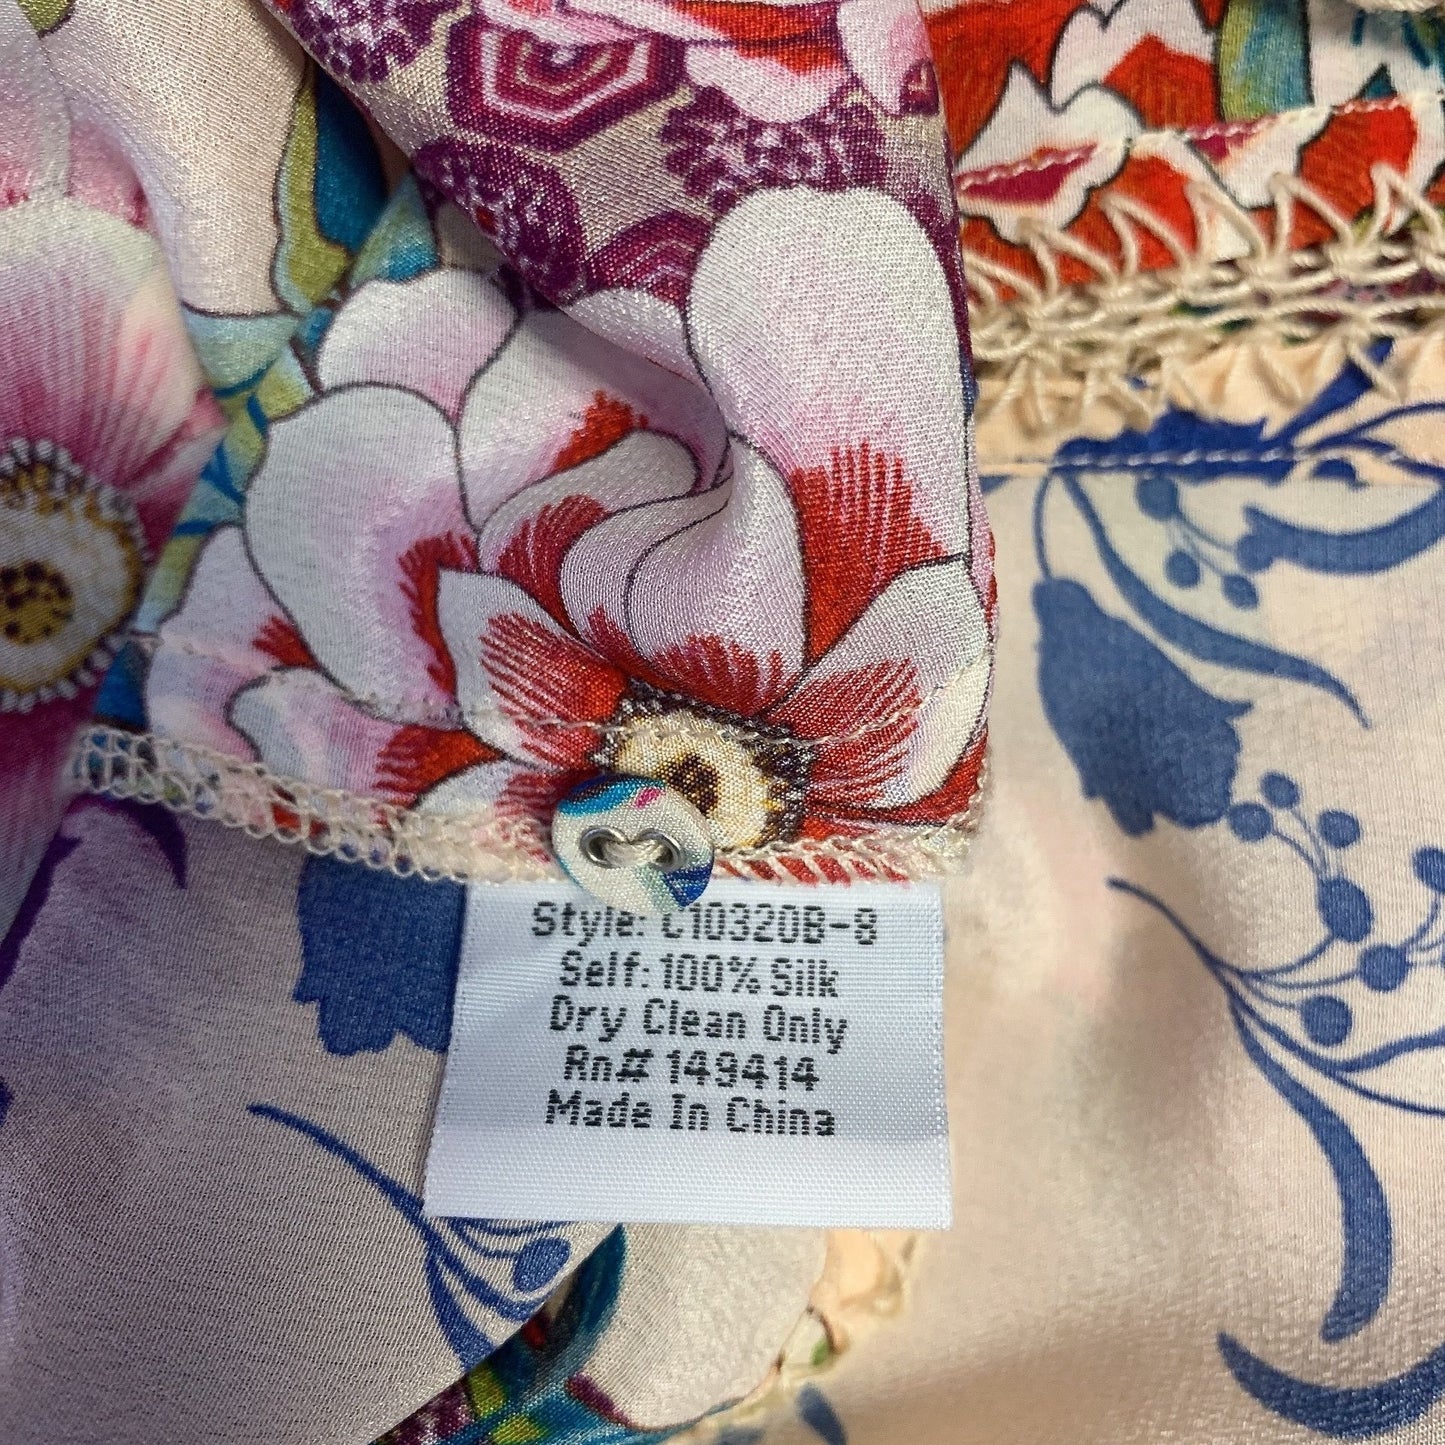 Style: C10320B-8
Self: 100% Silk
Dry Clean Only
Rn# 149414
Made In China